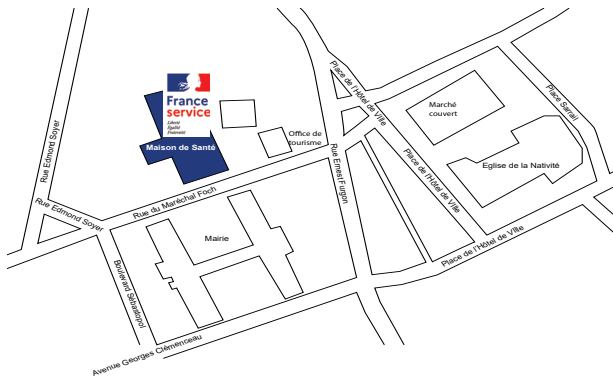 France
service
Liberté
Égalité
Fraternité
Maison de Santé
Office de
tourisme
Marché
couvert
Eglise de la Nativité
Mairie
Place de l'Hôtel de Ville
Place Sarrail
Place de l'Hôtel de Ville
Place de l'Hôtel de Ville
Rue Edmond Soyer
Rue Edmond Soyer
Rue du Maréchal Foch
Rue Ernest Furgon
Boulevard Sébastopol
Avenue Georges Clémenceau